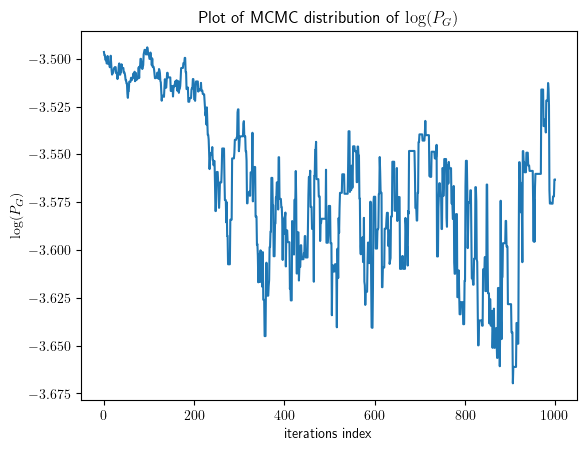 Plot of MCMC distribution of log(P_G)
−3.500
−3.525
−3.550
−3.575
−3.600
−3.625
−3.650
−3.675
log(P_G)
0 200 400 600 800 1000
iterations index